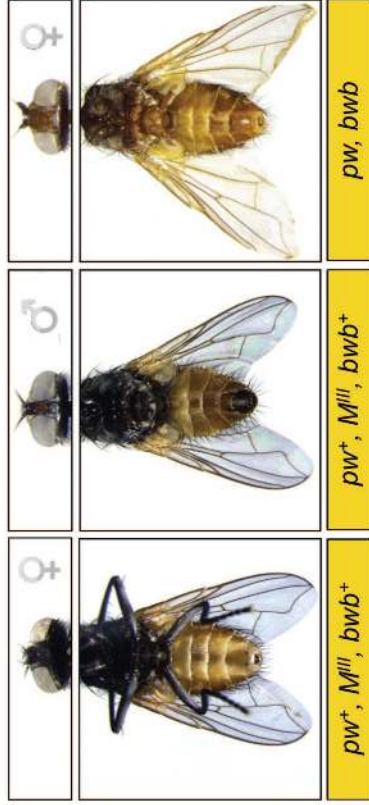 ♀ ♂ ♀
pw⁺, Mᴵᴵᴵ, bwb⁺ pw⁺, Mᴵᴵᴵ, bwb⁺ pw, bwb